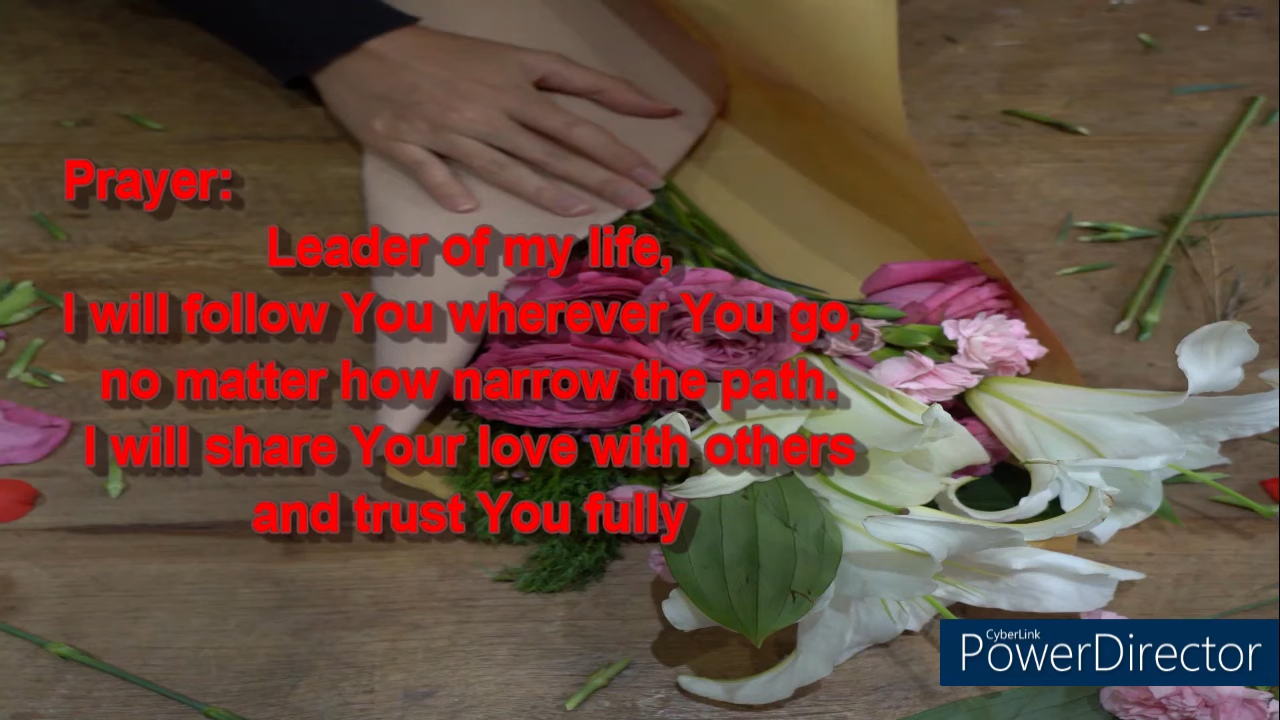 Prayer:
Leader of my life,
I will follow You wherever You go,
no matter how narrow the path.
I will share Your love with others
and trust You fully
CyberLink
PowerDirector